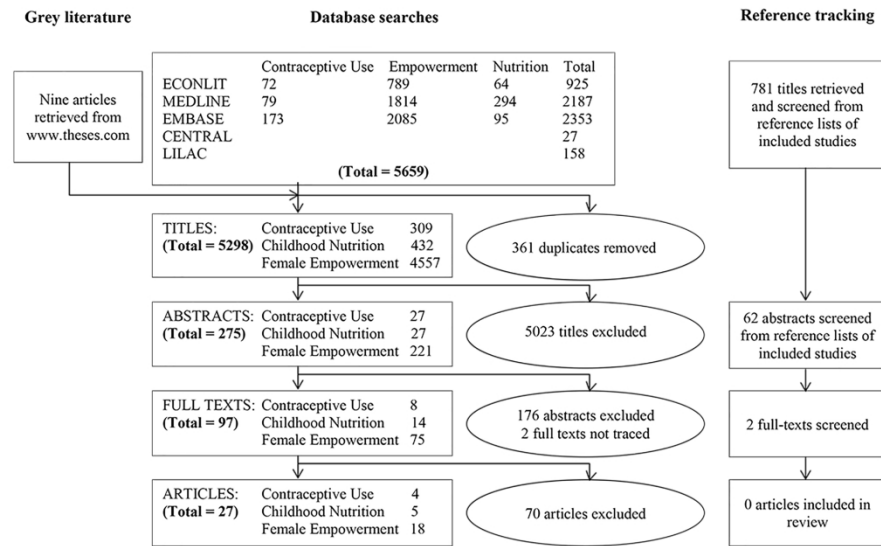 Grey literature
Database searches
Reference tracking
Nine articles
retrieved from
www.theses.com
Contraceptive Use Empowerment Nutrition Total
ECONLIT 72 789 64 925
MEDLINE 79 1814 294 2187
EMBASE 173 2085 95 2353
CENTRAL 27
LILAC 158
(Total = 5659)
781 titles retrieved
and screened from
reference lists of
included studies
TITLES: Contraceptive Use 309
(Total = 5298) Childhood Nutrition 432
Female Empowerment 4557
361 duplicates removed
ABSTRACTS: Contraceptive Use 27
(Total = 275) Childhood Nutrition 27
Female Empowerment 221
5023 titles excluded
62 abstracts screened
from reference lists of
included studies
FULL TEXTS: Contraceptive Use 8
(Total = 97) Childhood Nutrition 14
Female Empowerment 75
176 abstracts excluded
2 full texts not traced
2 full-texts screened
ARTICLES: Contraceptive Use 4
(Total = 27) Childhood Nutrition 5
Female Empowerment 18
70 articles excluded
0 articles included in
review